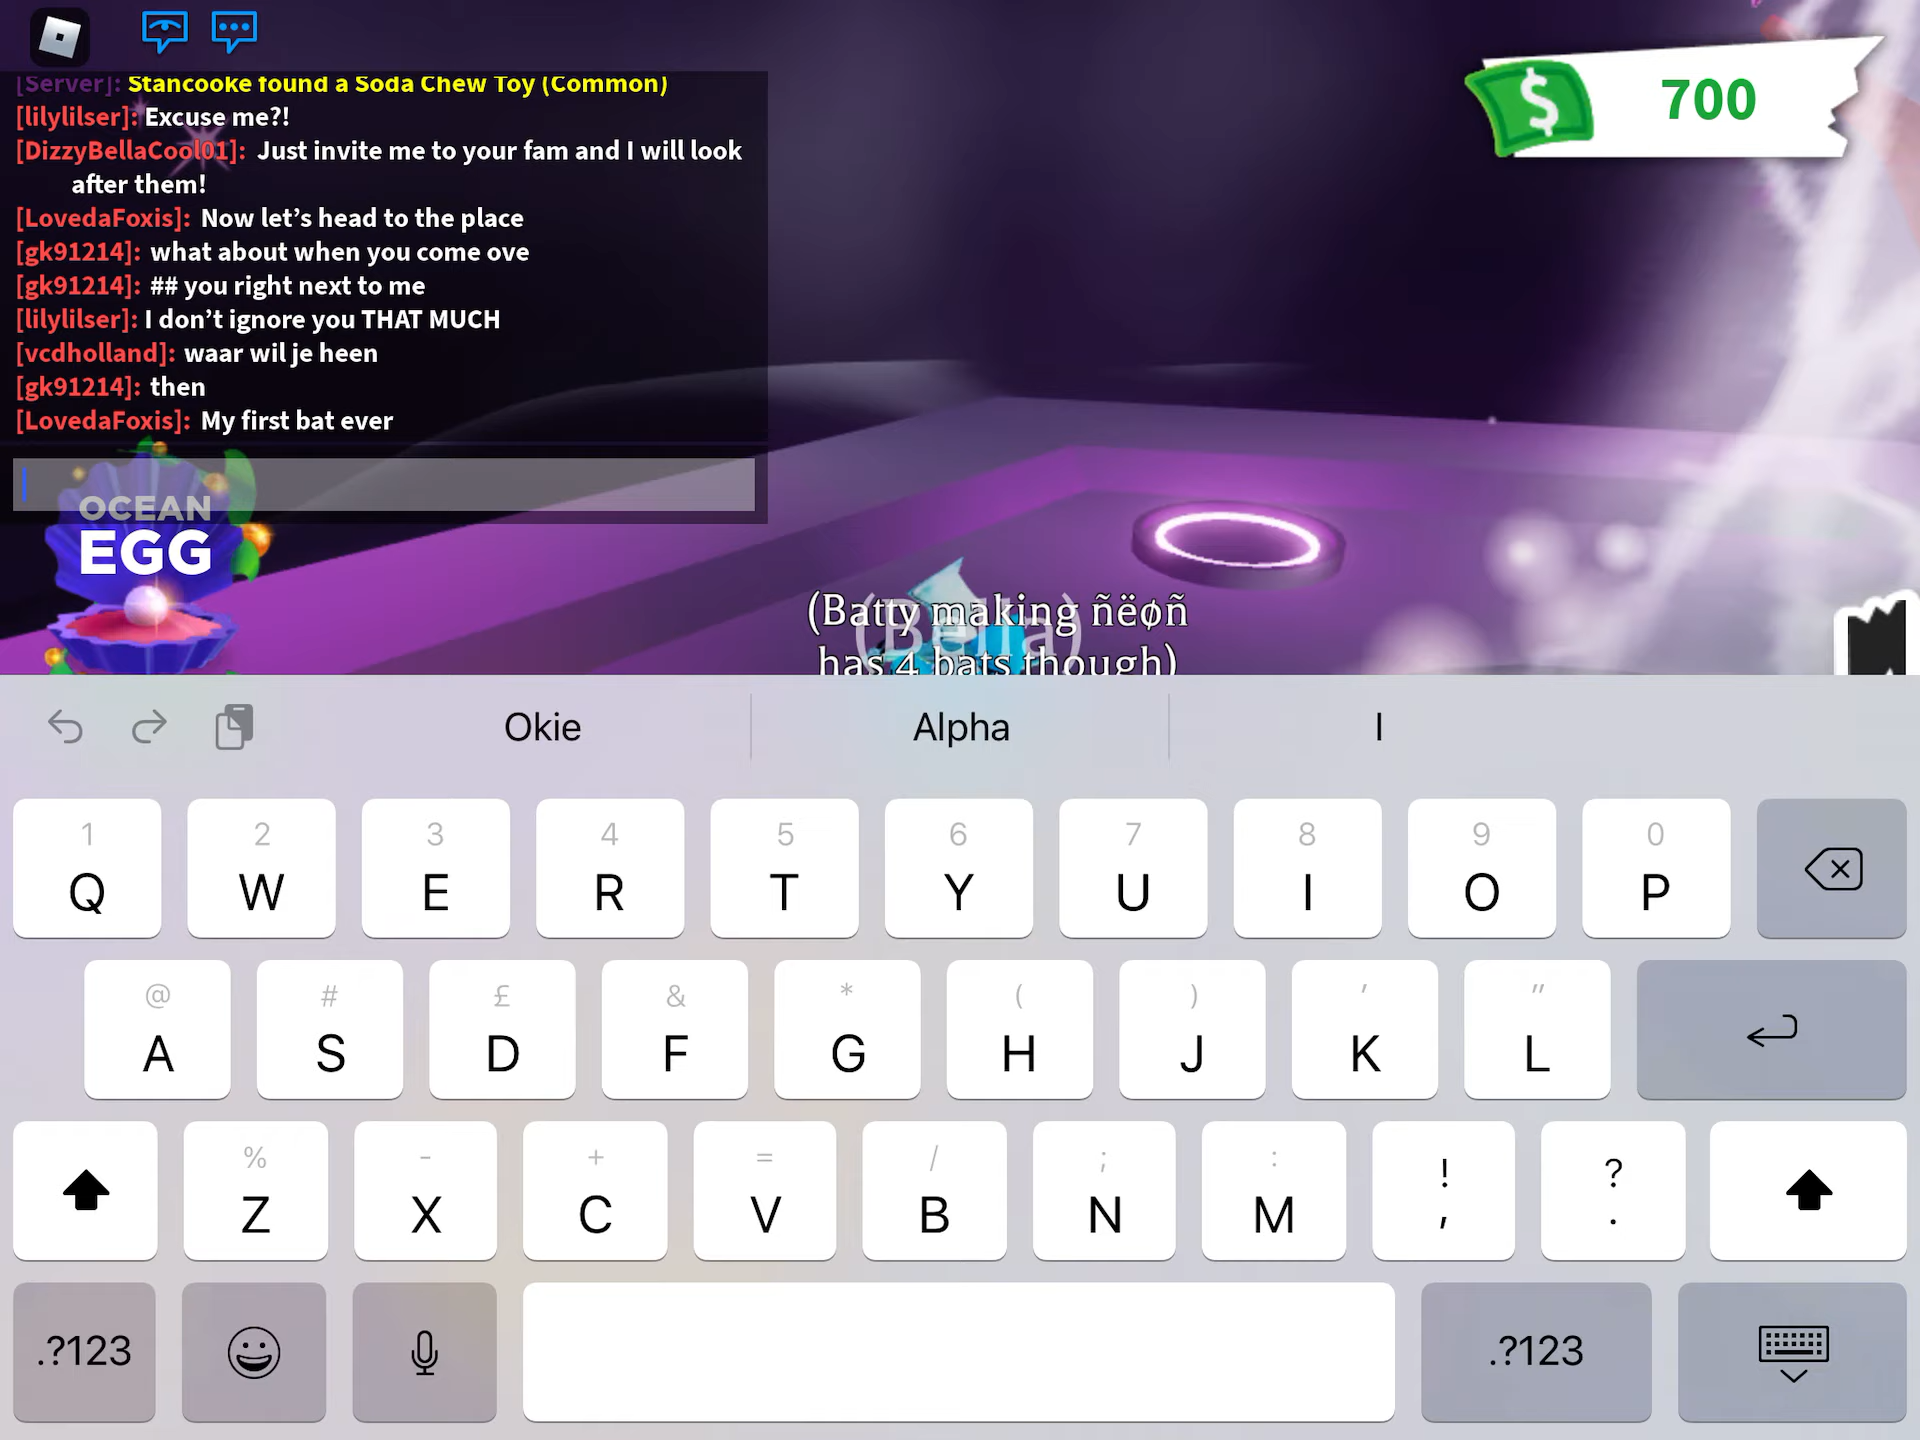 [Server]: Stancooke found a Soda Chew Toy (Common)
[lilylilser]: Excuse me?!
[DizzyBellaCool01]: Just invite me to your fam and I will look
after them!
[LovedaFoxis]: Now let's head to the place
[gk91214]: what about when you come ove
[gk91214]: ## you right next to me
[lilylilser]: I don't ignore you THAT MUCH
[vcdholland]: waar wil je heen
[gk91214]: then
[LovedaFoxis]: My first bat ever
700
OCEAN
EGG
(Batty making ñëøñ
(Bella)
has 4 bats though)
Okie Alpha I
1 2 3 4 5 6 7 8 9 0
Q W E R T Y U I O P
@ # £ & * ( ) ' "
A S D F G H J K L
% - + = / ; : ! ?
Z X C V B N M , .
.?123 .?123